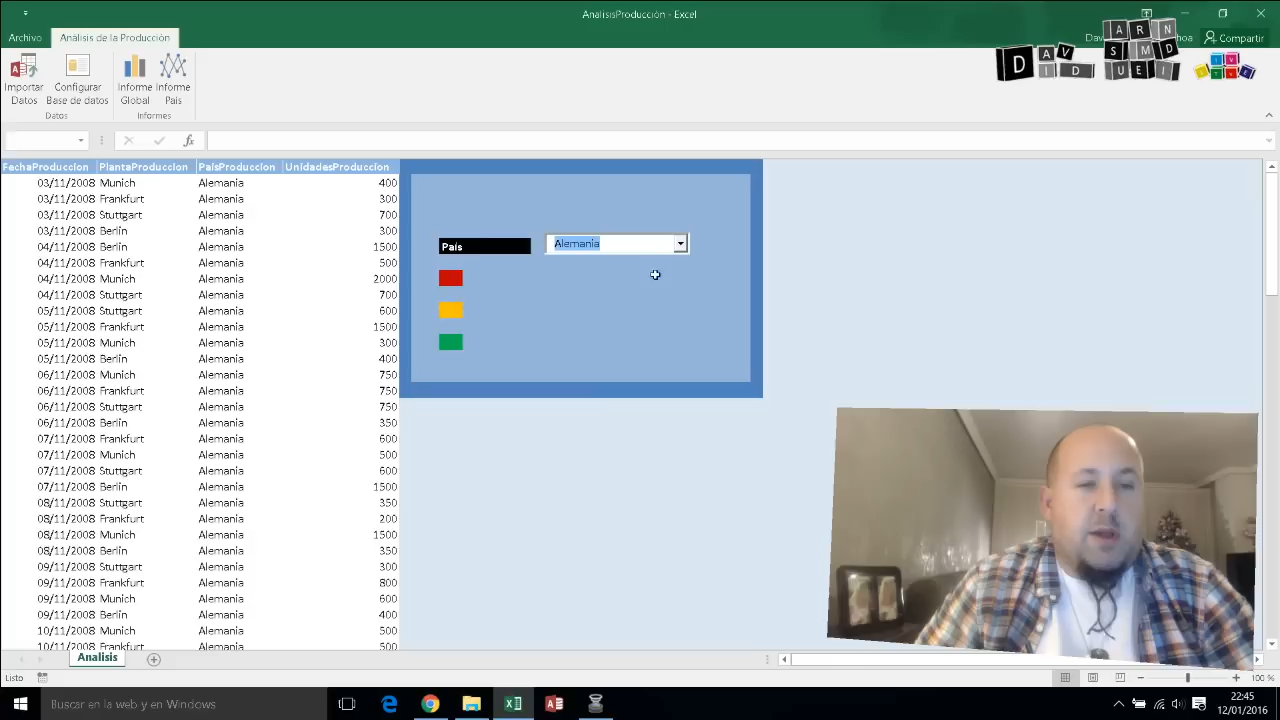 AnalisisProducción - Excel
Archivo
Análisis de la Producción
Compartir
Importar Datos
Configurar Base de datos
Informe Global
Informe País
Datos
Informes
DAVID
ARN
SMD
UEI
FechaProduccion PlantaProduccion PaisProduccion UnidadesProduccion
03/11/2008 Munich Alemania 400
03/11/2008 Frankfurt Alemania 300
03/11/2008 Stuttgart Alemania 700
03/11/2008 Berlin Alemania 300
04/11/2008 Berlin Alemania 1500
04/11/2008 Frankfurt Alemania 500
04/11/2008 Munich Alemania 2000
04/11/2008 Stuttgart Alemania 700
05/11/2008 Stuttgart Alemania 600
05/11/2008 Frankfurt Alemania 1500
05/11/2008 Munich Alemania 300
05/11/2008 Berlin Alemania 400
06/11/2008 Munich Alemania 750
06/11/2008 Frankfurt Alemania 750
06/11/2008 Stuttgart Alemania 750
06/11/2008 Berlin Alemania 350
07/11/2008 Frankfurt Alemania 600
07/11/2008 Munich Alemania 500
07/11/2008 Stuttgart Alemania 600
07/11/2008 Berlin Alemania 1500
08/11/2008 Stuttgart Alemania 350
08/11/2008 Frankfurt Alemania 200
08/11/2008 Munich Alemania 1500
08/11/2008 Berlin Alemania 350
09/11/2008 Stuttgart Alemania 300
09/11/2008 Frankfurt Alemania 800
09/11/2008 Munich Alemania 600
09/11/2008 Berlin Alemania 400
10/11/2008 Munich Alemania 500
10/11/2008 Frankfurt Alemania 500
País
Alemania
Analisis
Listo
100 %
Buscar en la web y en Windows
22:45
12/01/2016